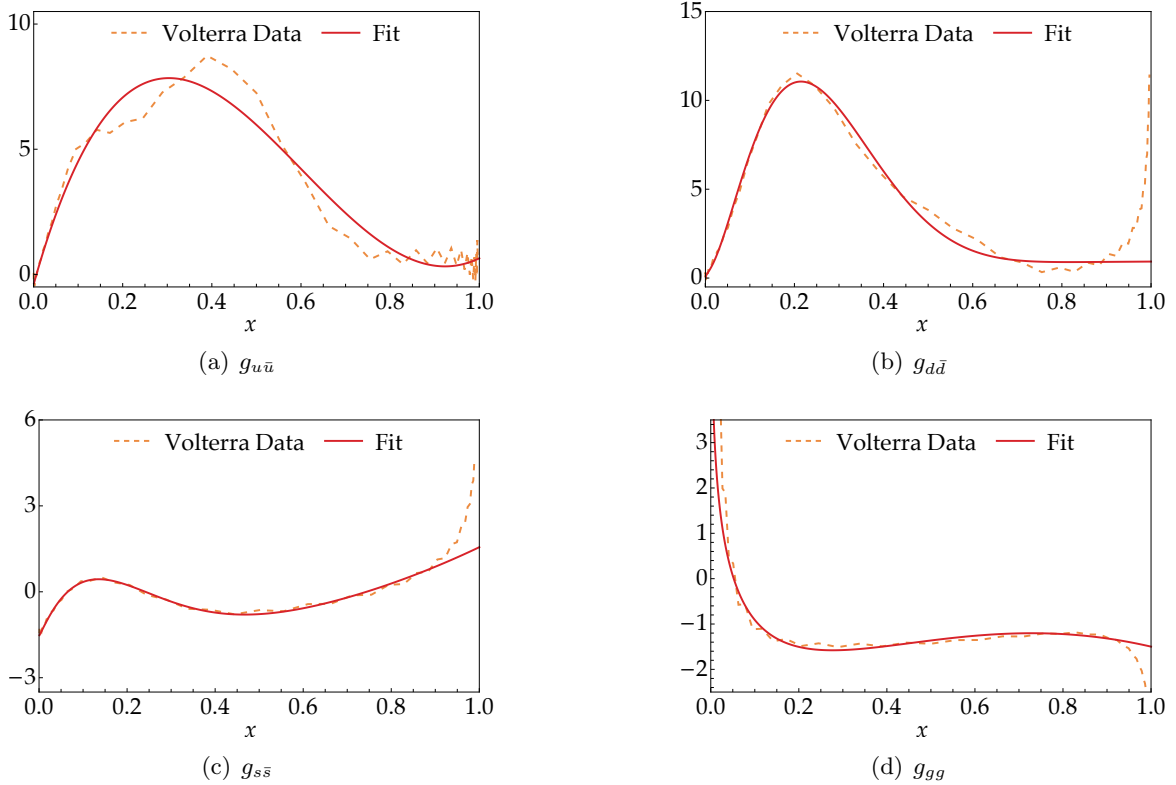 Volterra Data Fit
10
5
0
0.0 0.2 0.4 0.6 0.8 1.0
x
(a) g_{uū}
Volterra Data Fit
15
10
5
0
0.0 0.2 0.4 0.6 0.8 1.0
x
(b) g_{dd̄}
Volterra Data Fit
6
3
0
−3
0.0 0.2 0.4 0.6 0.8 1.0
x
(c) g_{ss̄}
Volterra Data Fit
3
2
1
0
−1
−2
0.0 0.2 0.4 0.6 0.8 1.0
x
(d) g_{gg}